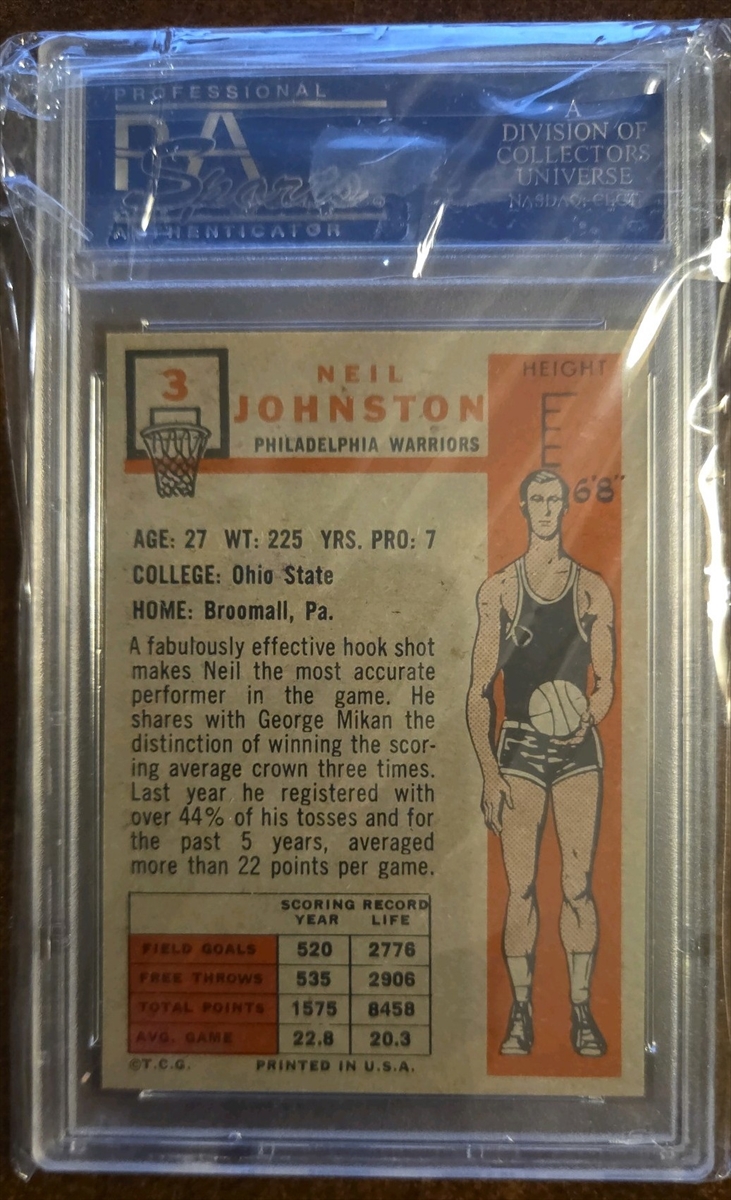 PROFESSIONAL
PSA
Sports
AUTHENTICATOR
A
DIVISION OF
COLLECTORS
UNIVERSE
NASDAQ: CLCT
3
NEIL
JOHNSTON
PHILADELPHIA WARRIORS
HEIGHT
6'8"
AGE: 27 WT: 225 YRS. PRO: 7
COLLEGE: Ohio State
HOME: Broomall, Pa.
A fabulously effective hook shot
makes Neil the most accurate
performer in the game. He
shares with George Mikan the
distinction of winning the scor-
ing average crown three times.
Last year he registered with
over 44% of his tosses and for
the past 5 years, averaged
more than 22 points per game.
SCORING RECORD
YEAR LIFE
FIELD GOALS 520 2776
FREE THROWS 535 2906
TOTAL POINTS 1575 8458
AVG. GAME 22.8 20.3
©T.C.G. PRINTED IN U.S.A.